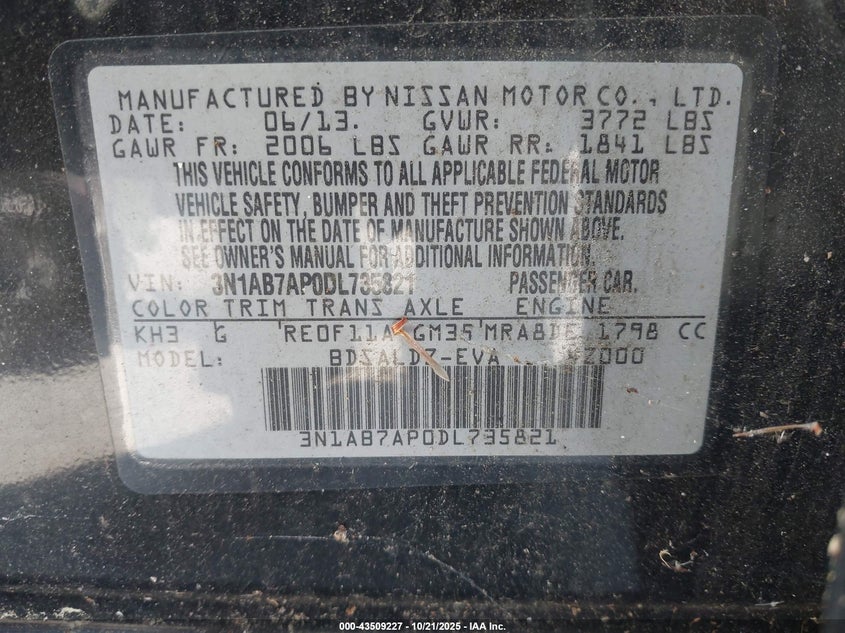 MANUFACTURED BY NISSAN MOTOR CO., LTD.
DATE: 06/13. GVWR: 3772 LBS
GAWR FR: 2006 LBS GAWR RR: 1841 LBS
THIS VEHICLE CONFORMS TO ALL APPLICABLE FEDERAL MOTOR
VEHICLE SAFETY, BUMPER AND THEFT PREVENTION STANDARDS
IN EFFECT ON THE DATE OF MANUFACTURE SHOWN ABOVE.
SEE OWNER'S MANUAL FOR ADDITIONAL INFORMATION.
VIN: 3N1AB7AP0DL735821 PASSENGER CAR.
COLOR TRIM TRANS AXLE ENGINE
KH3 G RE0F11A GM35 MRA8DE 1798 CC
MODEL:
3N1AB7AP0DL735821
000-43509227 - 10/21/2025 - IAA Inc.